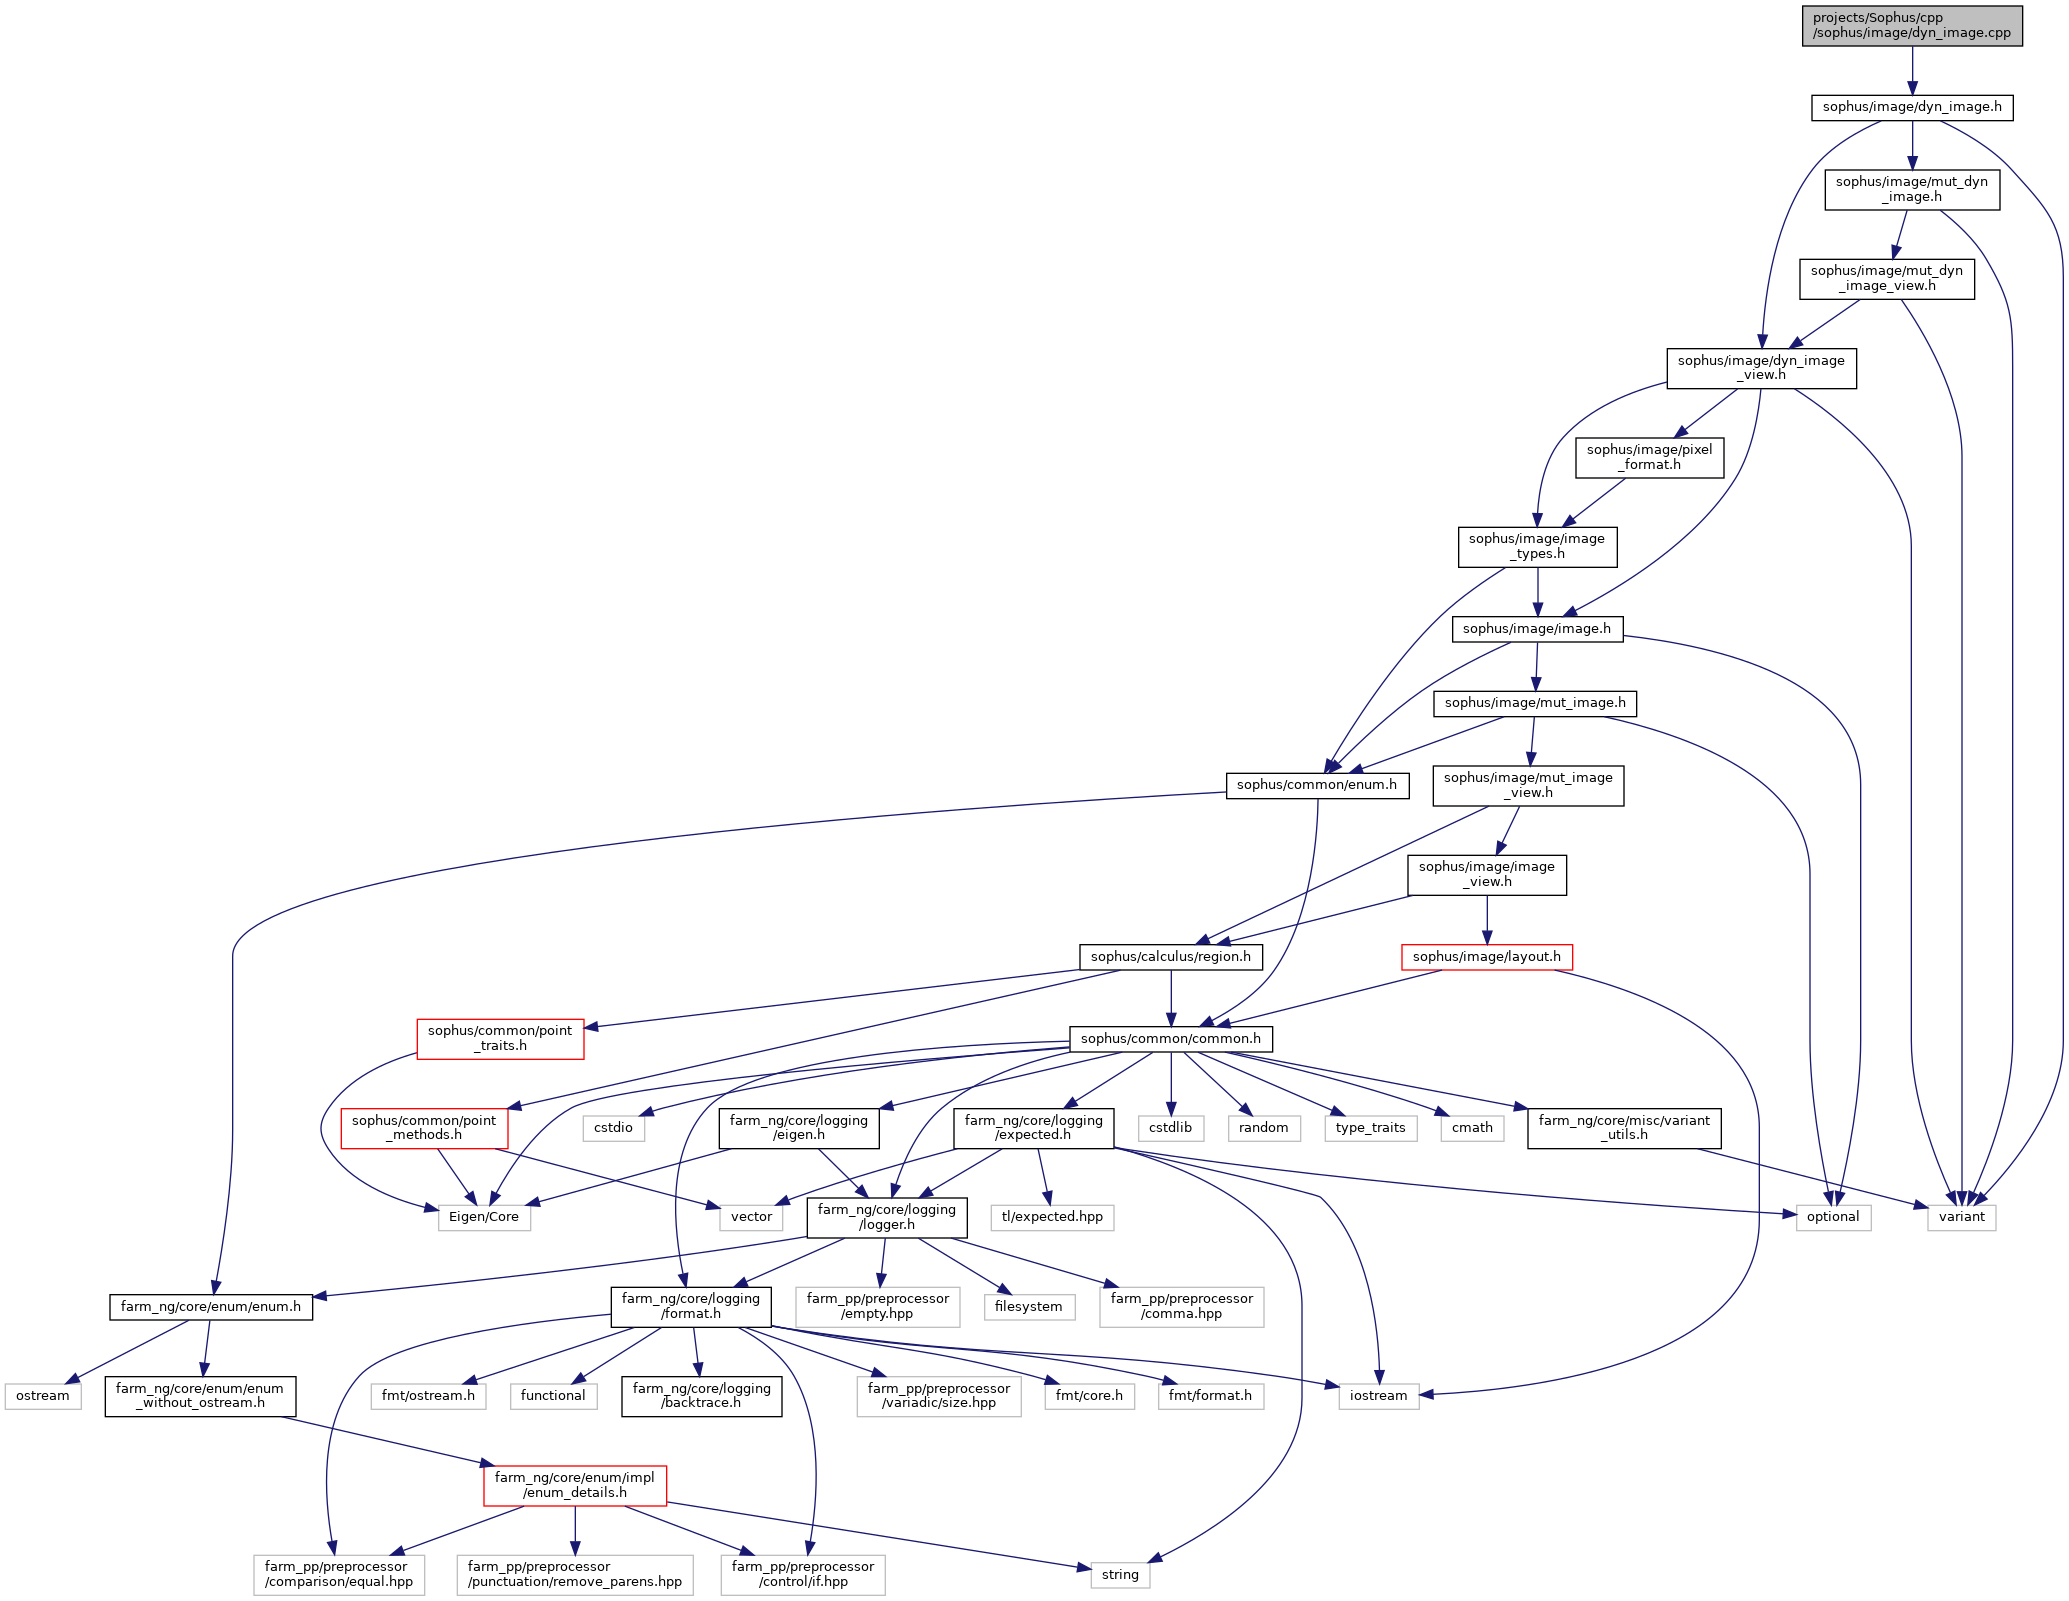 projects/Sophus/cpp
/sophus/image/dyn_image.cpp
sophus/image/dyn_image.h
sophus/image/mut_dyn
_image.h
sophus/image/mut_dyn
_image_view.h
sophus/image/dyn_image
_view.h
sophus/image/pixel
_format.h
sophus/image/image
_types.h
sophus/image/image.h
sophus/image/mut_image.h
sophus/common/enum.h
sophus/image/mut_image
_view.h
sophus/image/image
_view.h
sophus/calculus/region.h
sophus/image/layout.h
sophus/common/point
_traits.h
sophus/common/common.h
sophus/common/point
_methods.h
cstdio
farm_ng/core/logging
/eigen.h
farm_ng/core/logging
/expected.h
cstdlib
random
type_traits
cmath
farm_ng/core/misc/variant
_utils.h
Eigen/Core
vector
farm_ng/core/logging
/logger.h
tl/expected.hpp
optional
variant
farm_ng/core/enum/enum.h
farm_ng/core/logging
/format.h
farm_pp/preprocessor
/empty.hpp
filesystem
farm_pp/preprocessor
/comma.hpp
ostream
farm_ng/core/enum/enum
_without_ostream.h
fmt/ostream.h
functional
farm_ng/core/logging
/backtrace.h
farm_pp/preprocessor
/variadic/size.hpp
fmt/core.h
fmt/format.h
iostream
farm_ng/core/enum/impl
/enum_details.h
farm_pp/preprocessor
/comparison/equal.hpp
farm_pp/preprocessor
/punctuation/remove_parens.hpp
farm_pp/preprocessor
/control/if.hpp
string